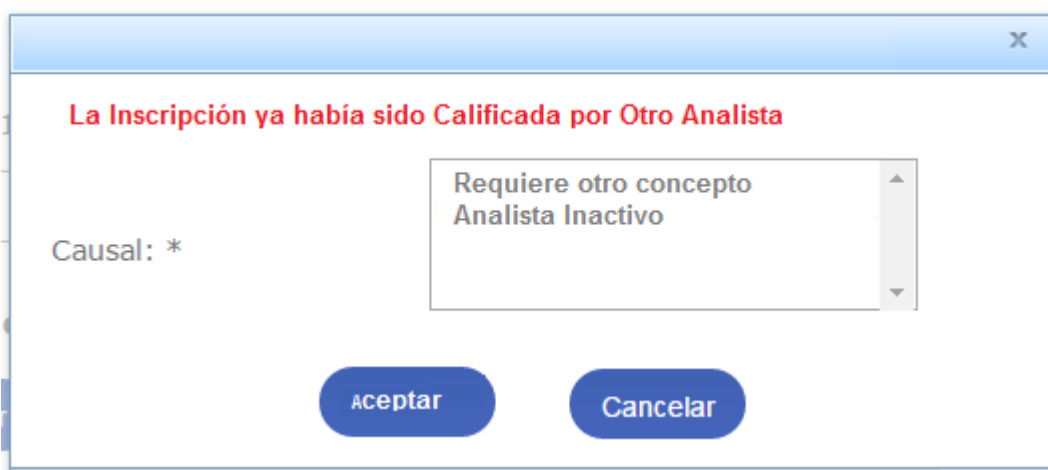 x
La Inscripción ya había sido Calificada por Otro Analista
Requiere otro concepto
Analista Inactivo
Causal: *
Aceptar
Cancelar